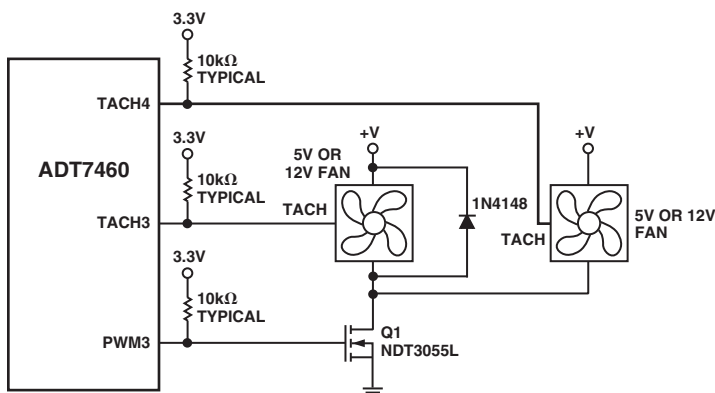 3.3V
10kΩ
TYPICAL
TACH4
+V
+V
3.3V
5V OR
12V FAN
ADT7460
10kΩ
TYPICAL
1N4148
TACH3
TACH
TACH
5V OR 12V
FAN
3.3V
10kΩ
TYPICAL
PWM3
Q1
NDT3055L